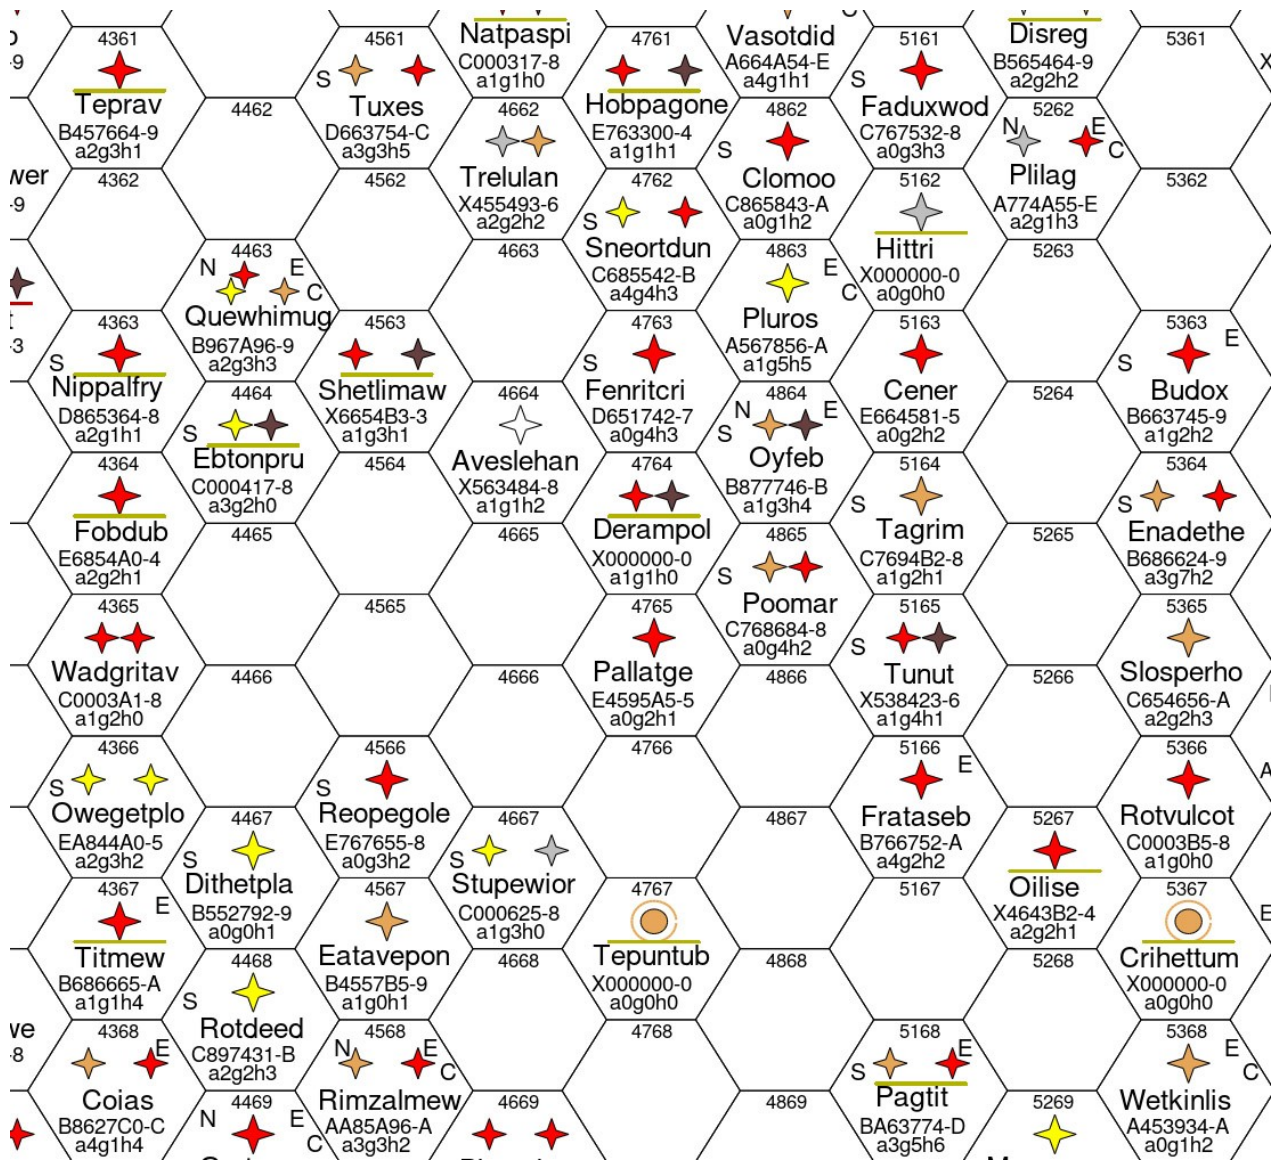 4361
Teprav
B457664-9
a2g3h1
4362
4363
S
Nippalfry
D865364-8
a2g1h1
4364
Fobdub
E6854A0-4
a2g2h1
4365
Wadgritav
C0003A1-8
a1g2h0
4366
S
Owegetplo
EA844A0-5
a2g3h2
4367
E
Titmew
B686665-A
a1g1h4
4368
E
Coias
B8627C0-C
a4g1h4
4462
4463
N
E
C
Quewhimug
B967A96-9
a2g3h3
4464
S
Ebtonpru
C000417-8
a3g2h0
4465
4466
4467
S
Dithetpla
B552792-9
a0g0h1
4468
S
Rotdeed
C897431-B
a2g2h3
4469
N
E
C
4561
S
Tuxes
D663754-C
a3g3h5
4562
4563
Shetlimaw
X6654B3-3
a1g3h1
4564
4565
4566
S
Reopegole
E767655-8
a0g3h2
4567
Eatavepon
B4557B5-9
a1g0h1
4568
N
E
C
Rimzalmew
AA85A96-A
a3g3h2
Natpaspi
C000317-8
a1g1h0
4662
Trelulan
X455493-6
a2g2h2
4663
4664
Aveslehan
X563484-8
a1g1h2
4665
4666
4667
S
Stupewior
C000625-8
a1g3h0
4668
4669
4761
Hobpagone
E763300-4
a1g1h1
4762
S
Sneortdun
C685542-B
a4g4h3
4763
S
Fenritcri
D651742-7
a0g4h3
4764
Derampol
X000000-0
a1g1h0
4765
Pallatge
E4595A5-5
a0g2h1
4766
4767
Tepuntub
X000000-0
a0g0h0
4768
Vasotdid
A664A54-E
a4g1h1
4862
S
Clomoo
C865843-A
a0g1h2
4863
E
C
Pluros
A567856-A
a1g5h5
4864
N
E
S
Oyfeb
B877746-B
a1g3h4
4865
S
Poomar
C768684-8
a0g4h2
4866
4867
4868
4869
5161
S
Faduxwod
C767532-8
a0g3h3
5162
Hittri
X000000-0
a0g0h0
5163
Cener
E664581-5
a0g2h2
5164
S
Tagrim
C7694B2-8
a1g2h1
5165
S
Tunut
X538423-6
a1g4h1
5166
E
Frataseb
B766752-A
a4g2h2
5167
5168
E
S
Pagtit
BA63774-D
a3g5h6
Disreg
B565464-9
a2g2h2
5262
N
E
C
Plilag
A774A55-E
a2g1h3
5263
5264
5265
5266
5267
Oilise
X4643B2-4
a2g2h1
5268
5269
5361
5362
5363
E
S
Budox
B663745-9
a1g2h2
5364
S
Enadethe
B686624-9
a3g7h2
5365
Slosperho
C654656-A
a2g2h3
5366
Rotvulcot
C0003B5-8
a1g0h0
5367
Crihettum
X000000-0
a0g0h0
5368
E
C
Wetkinlis
A453934-A
a0g1h2